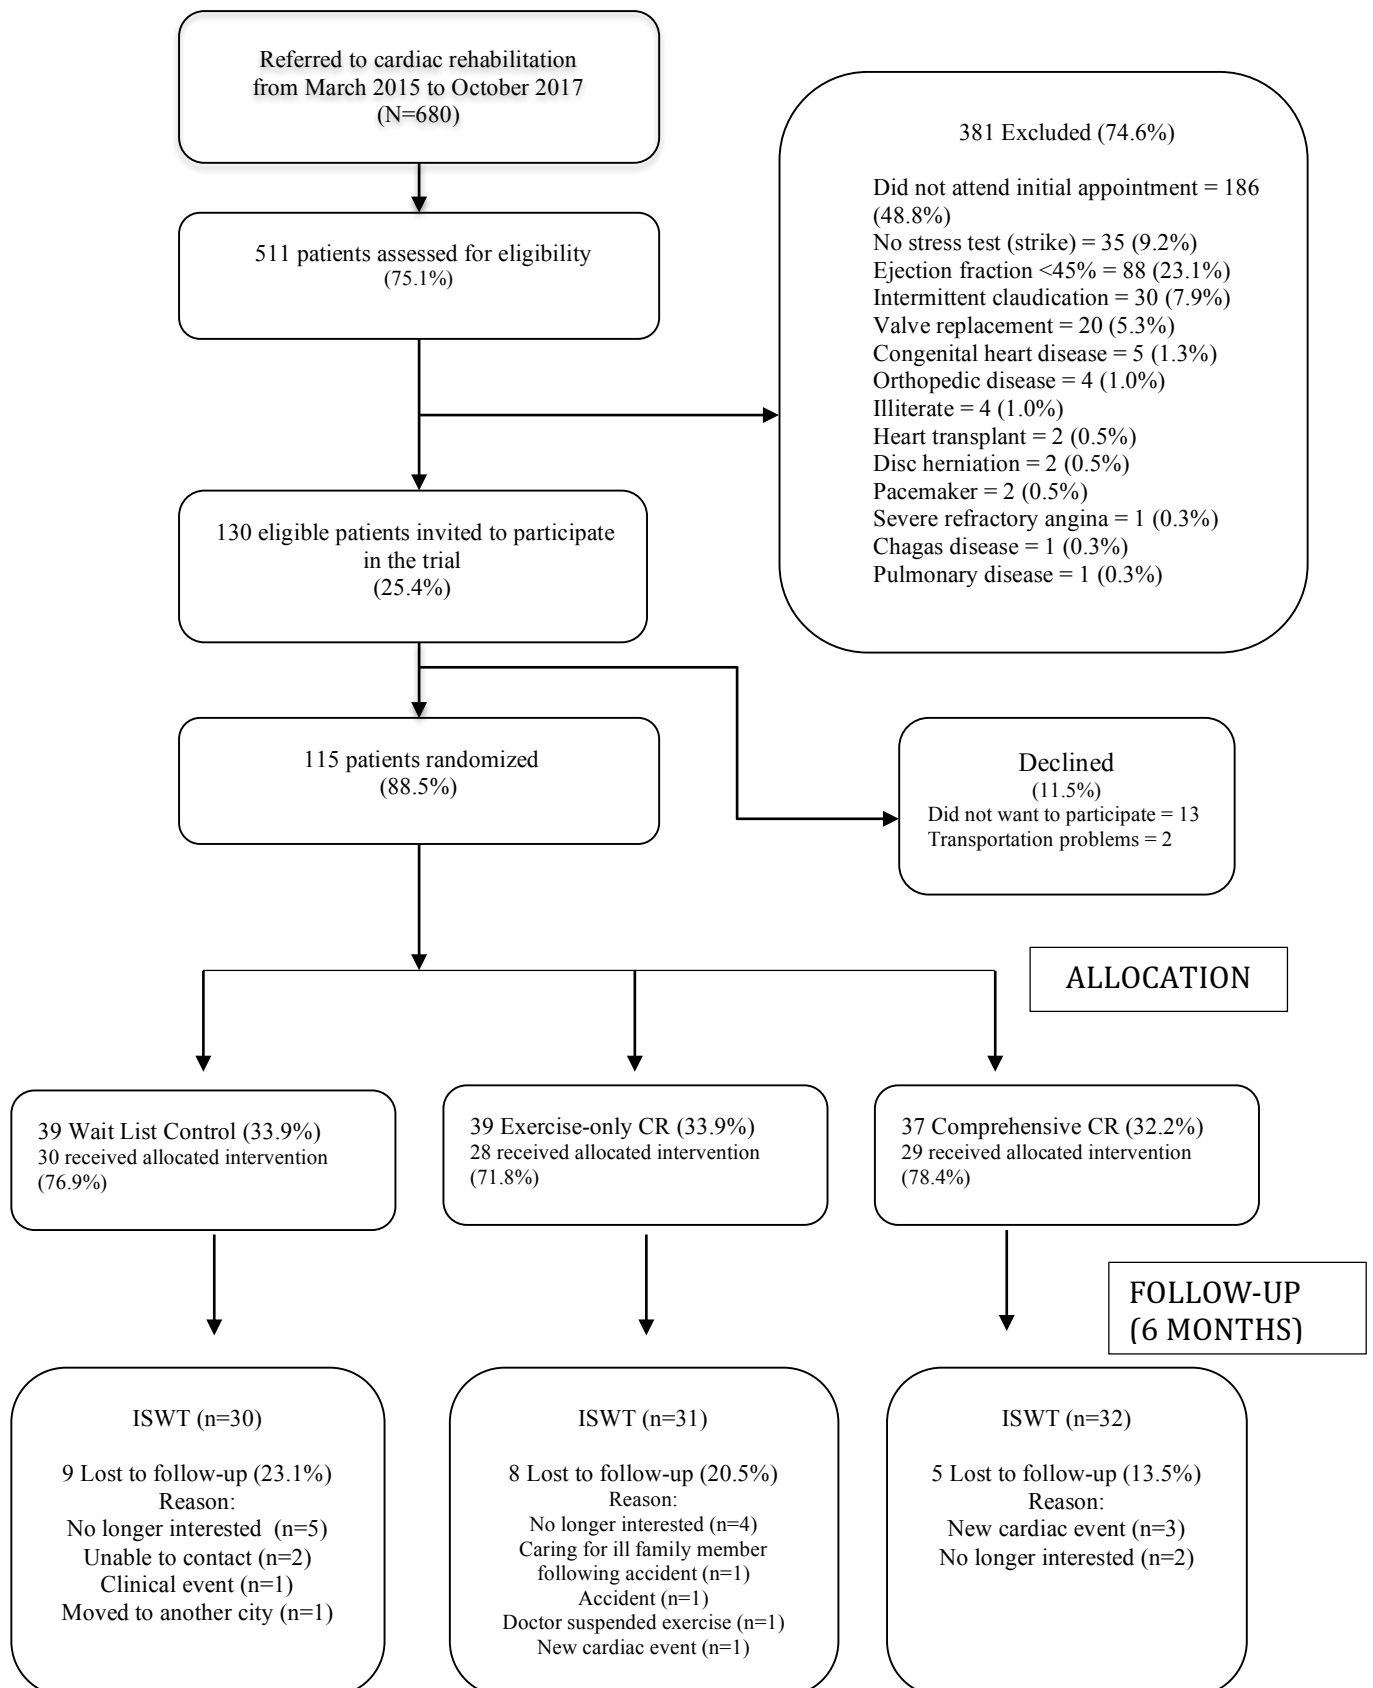 Referred to cardiac rehabilitation
from March 2015 to October 2017
(N=680)
511 patients assessed for eligibility
(75.1%)
381 Excluded (74.6%)
Did not attend initial appointment = 186
(48.8%)
No stress test (strike) = 35 (9.2%)
Ejection fraction <45% = 88 (23.1%)
Intermittent claudication = 30 (7.9%)
Valve replacement = 20 (5.3%)
Congenital heart disease = 5 (1.3%)
Orthopedic disease = 4 (1.0%)
Illiterate = 4 (1.0%)
Heart transplant = 2 (0.5%)
Disc herniation = 2 (0.5%)
Pacemaker = 2 (0.5%)
Severe refractory angina = 1 (0.3%)
Chagas disease = 1 (0.3%)
Pulmonary disease = 1 (0.3%)
130 eligible patients invited to participate
in the trial
(25.4%)
115 patients randomized
(88.5%)
Declined
(11.5%)
Did not want to participate = 13
Transportation problems = 2
ALLOCATION
39 Wait List Control (33.9%)
30 received allocated intervention
(76.9%)
39 Exercise-only CR (33.9%)
28 received allocated intervention
(71.8%)
37 Comprehensive CR (32.2%)
29 received allocated intervention
(78.4%)
FOLLOW-UP
(6 MONTHS)
ISWT (n=30)
9 Lost to follow-up (23.1%)
Reason:
No longer interested (n=5)
Unable to contact (n=2)
Clinical event (n=1)
Moved to another city (n=1)
ISWT (n=31)
8 Lost to follow-up (20.5%)
Reason:
No longer interested (n=4)
Caring for ill family member
following accident (n=1)
Accident (n=1)
Doctor suspended exercise (n=1)
New cardiac event (n=1)
ISWT (n=32)
5 Lost to follow-up (13.5%)
Reason:
New cardiac event (n=3)
No longer interested (n=2)